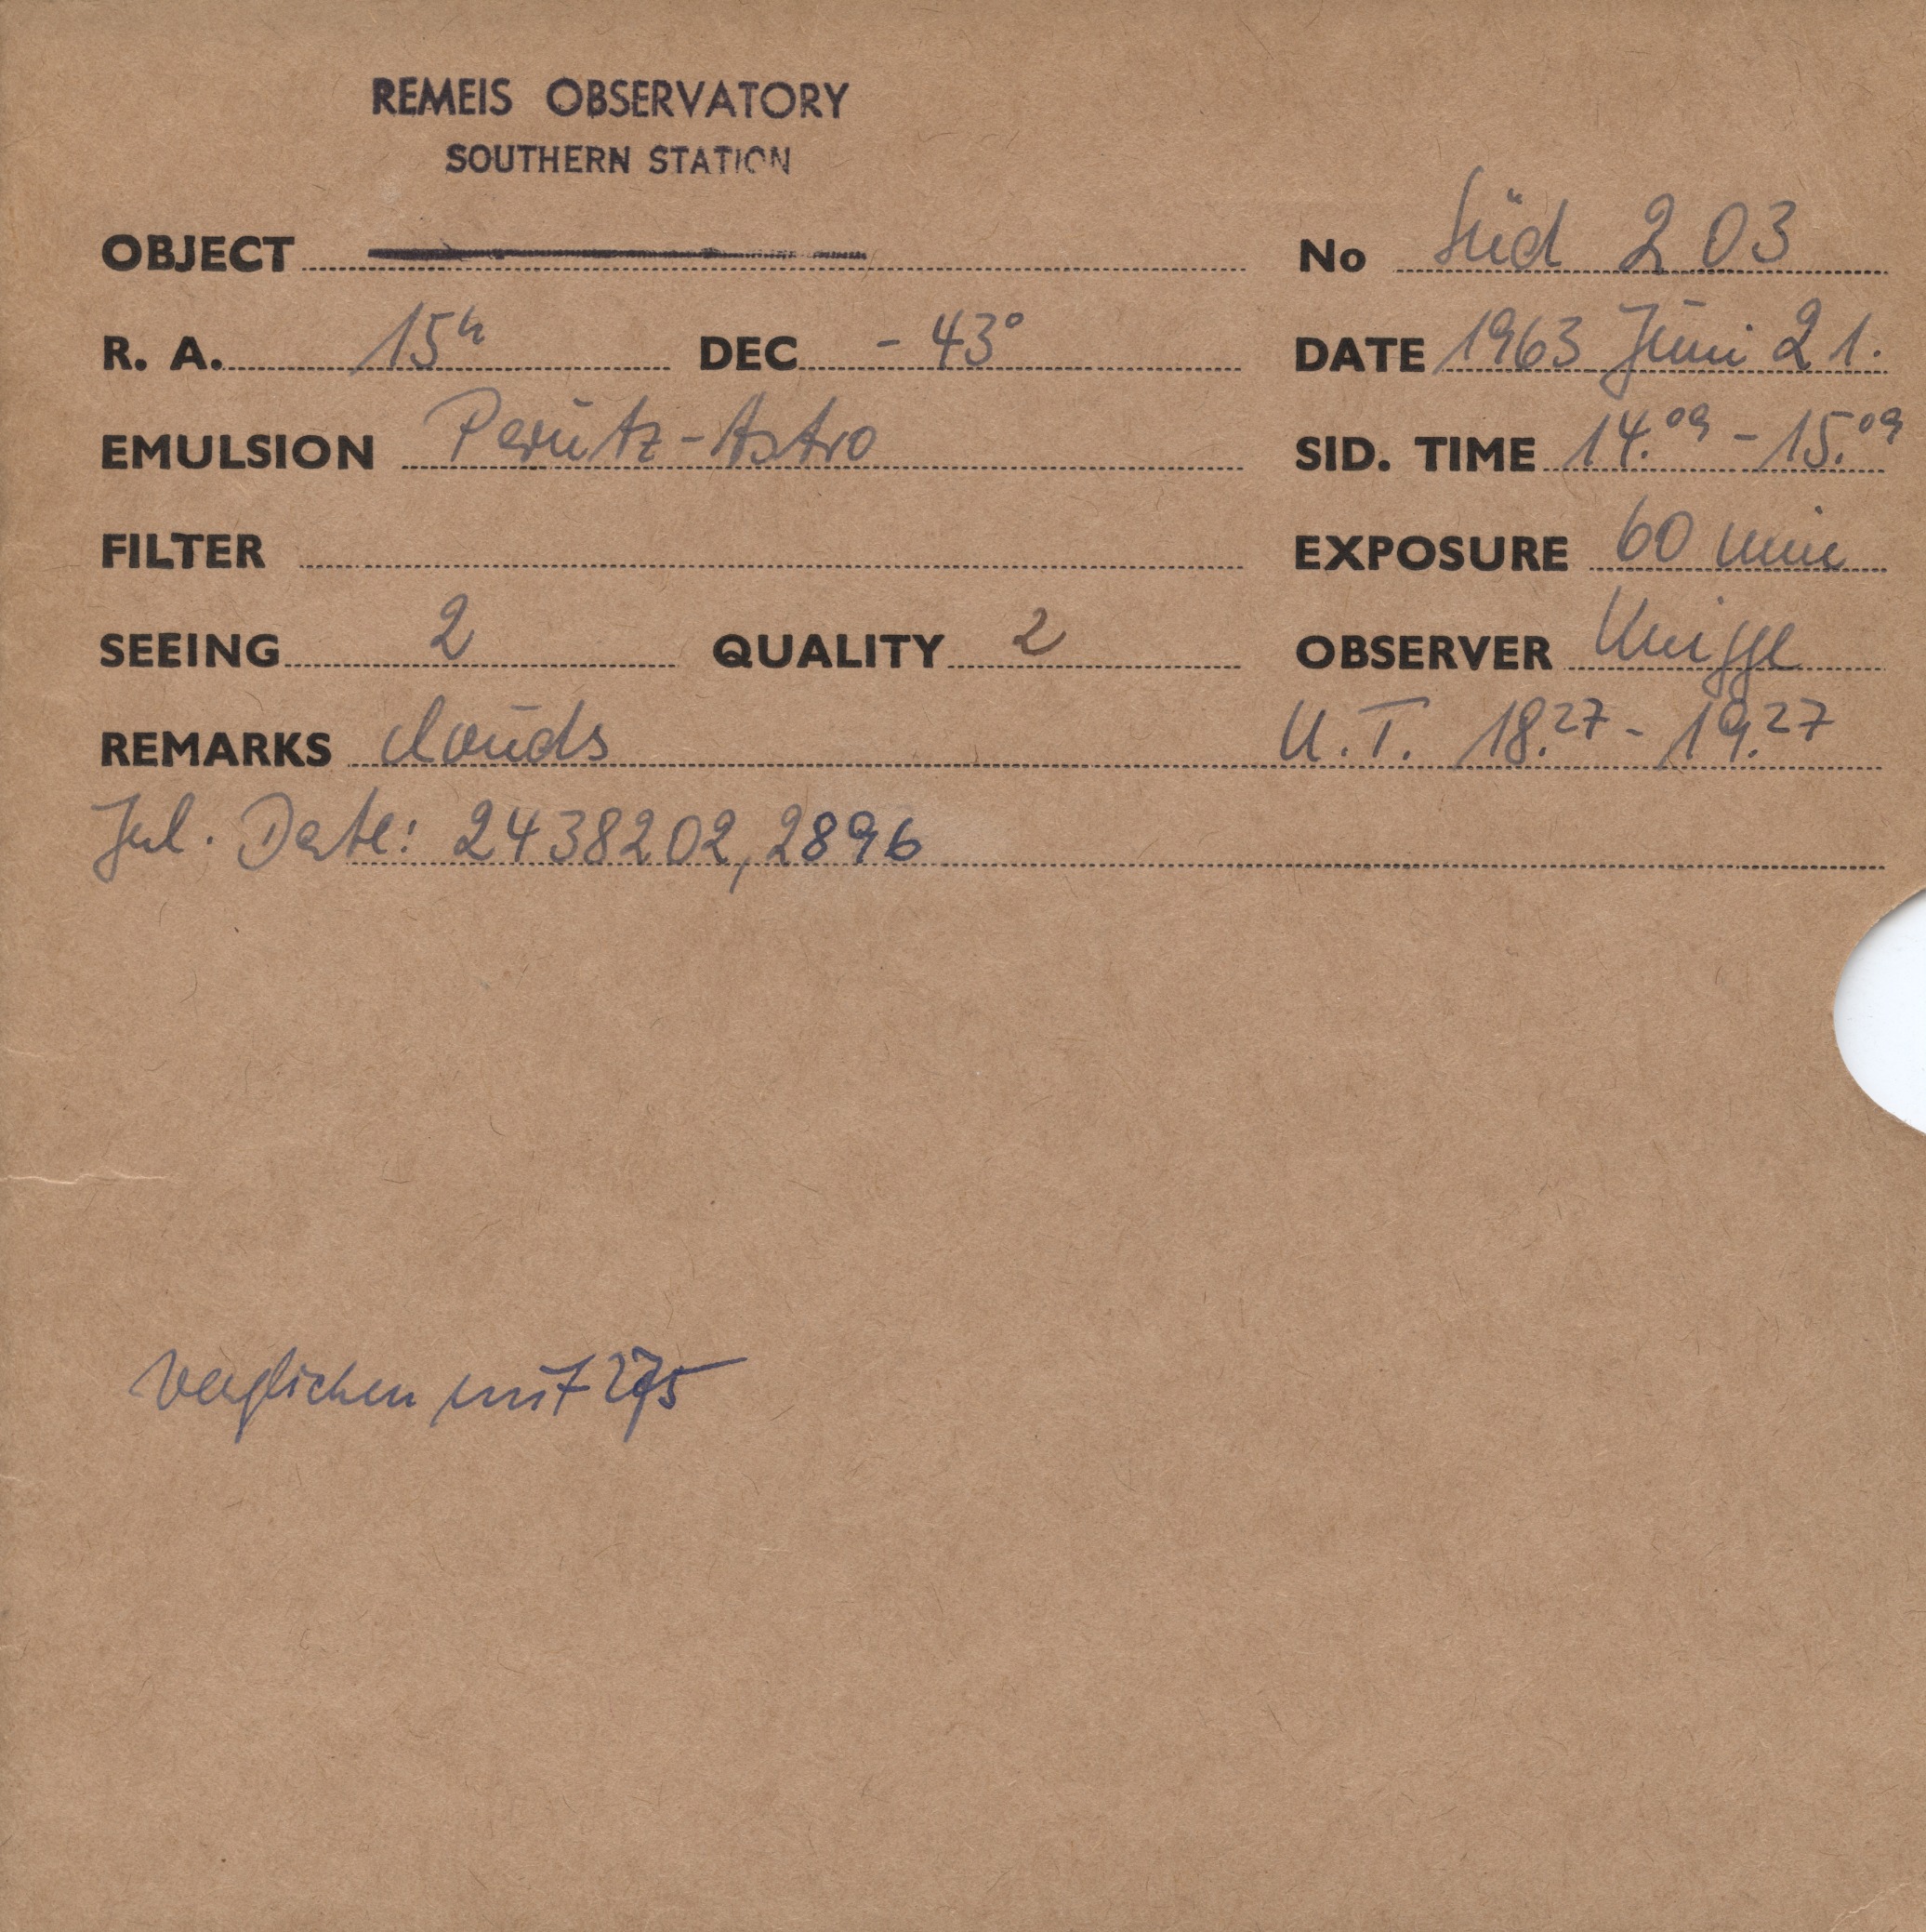 REMEIS OBSERVATORY
SOUTHERN STATION
OBJECT No Süd 203
R. A. 15h DEC -43° DATE 1963 Juni 21.
EMULSION Perutz-Astro SID. TIME 14.09 - 15.09
FILTER EXPOSURE 60 min
SEEING 2 QUALITY 2 OBSERVER Knigge
REMARKS clouds U.T. 18.27 - 19.27
Jul. Date: 2438202,2896
verglichen mit 275